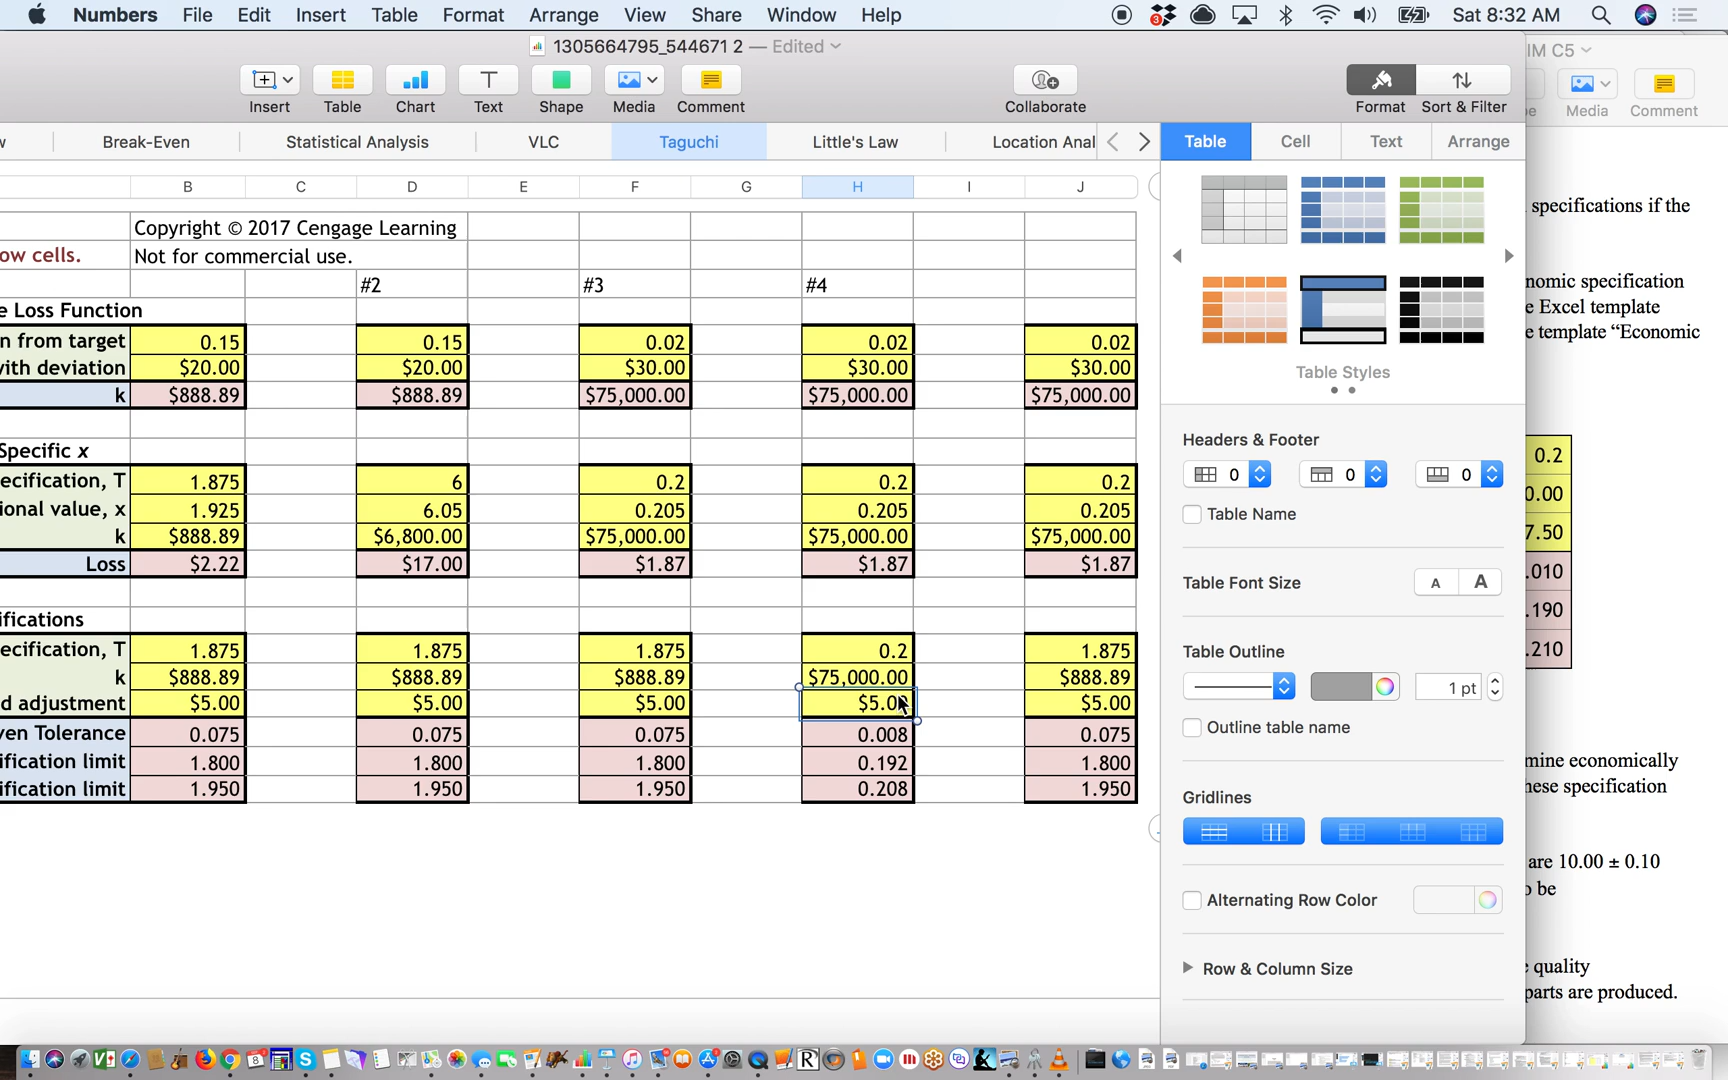 Numbers File Edit Insert Table Format Arrange View Share Window Help Sat 8:32 AM
1305664795_544671 2 — Edited
IM C5
Insert Table Chart Text Shape Media Comment Collaborate Format Sort & Filter Media Comment
Break-Even Statistical Analysis VLC Taguchi Little's Law Location Anal
Table Cell Text Arrange
B C D E F G H I J
Copyright © 2017 Cengage Learning
ow cells. Not for commercial use.
#2 #3 #4
e Loss Function
n from target 0.15 0.15 0.02 0.02 0.02
with deviation $20.00 $20.00 $30.00 $30.00 $30.00
k $888.89 $888.89 $75,000.00 $75,000.00 $75,000.00
Specific x
ecification, T 1.875 6 0.2 0.2 0.2
ional value, x 1.925 6.05 0.205 0.205 0.205
k $888.89 $6,800.00 $75,000.00 $75,000.00 $75,000.00
Loss $2.22 $17.00 $1.87 $1.87 $1.87
ifications
ecification, T 1.875 1.875 1.875 0.2 1.875
k $888.89 $888.89 $888.89 $75,000.00 $888.89
d adjustment $5.00 $5.00 $5.00 $5.00 $5.00
ven Tolerance 0.075 0.075 0.075 0.008 0.075
ification limit 1.800 1.800 1.800 0.192 1.800
ification limit 1.950 1.950 1.950 0.208 1.950
Table Styles
Headers & Footer
0 0 0
Table Name
Table Font Size A A
Table Outline
1 pt
Outline table name
Gridlines
Alternating Row Color
Row & Column Size
specifications if the
nomic specification
e Excel template
e template “Economic
0.2
0.00
7.50
.010
.190
.210
mine economically
hese specification
are 10.00 ± 0.10
o be
quality
parts are produced.